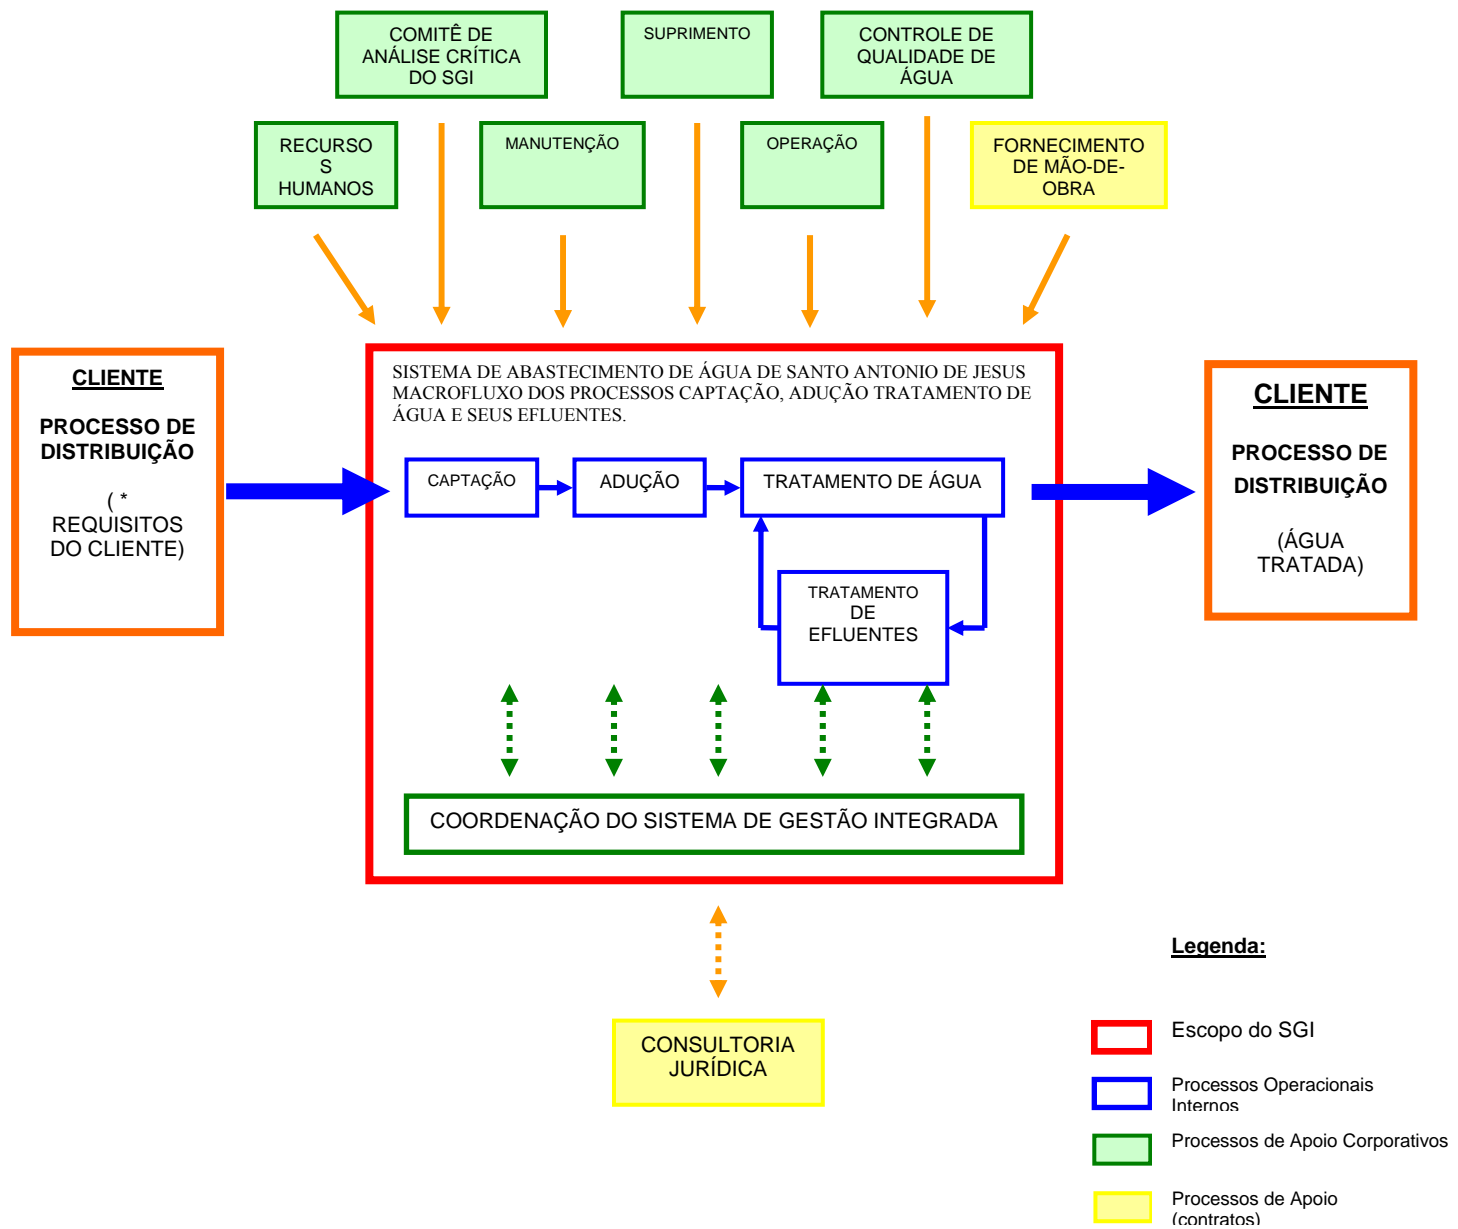 COMITÊ DE
ANÁLISE CRÍTICA
DO SGI
SUPRIMENTO
CONTROLE DE
QUALIDADE DE
ÁGUA
RECURSO
S
HUMANOS
MANUTENÇÃO
OPERAÇÃO
FORNECIMENTO
DE MÃO-DE-
OBRA
CLIENTE
PROCESSO DE
DISTRIBUIÇÃO
( *
REQUISITOS
DO CLIENTE)
SISTEMA DE ABASTECIMENTO DE ÁGUA DE SANTO ANTONIO DE JESUS
MACROFLUXO DOS PROCESSOS CAPTAÇÃO, ADUÇÃO TRATAMENTO DE
ÁGUA E SEUS EFLUENTES.
CAPTAÇÃO
ADUÇÃO
TRATAMENTO DE ÁGUA
TRATAMENTO
DE
EFLUENTES
COORDENAÇÃO DO SISTEMA DE GESTÃO INTEGRADA
CLIENTE
PROCESSO DE
DISTRIBUIÇÃO
(ÁGUA
TRATADA)
CONSULTORIA
JURÍDICA
Legenda:
Escopo do SGI
Processos Operacionais
Internos
Processos de Apoio Corporativos
Processos de Apoio
(contratos)